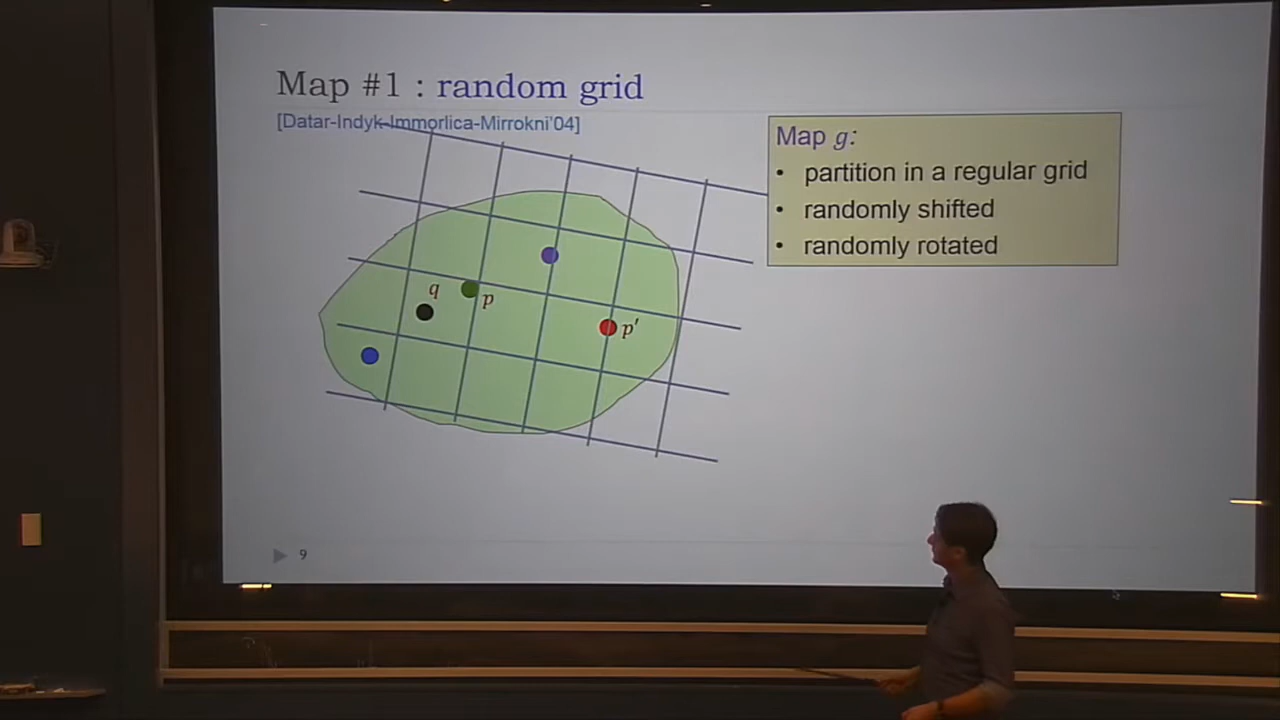 Map #1 : random grid
[Datar-Indyk-Immorlica-Mirrokni'04]
Map g:
• partition in a regular grid
• randomly shifted
• randomly rotated
q
p
p′
9